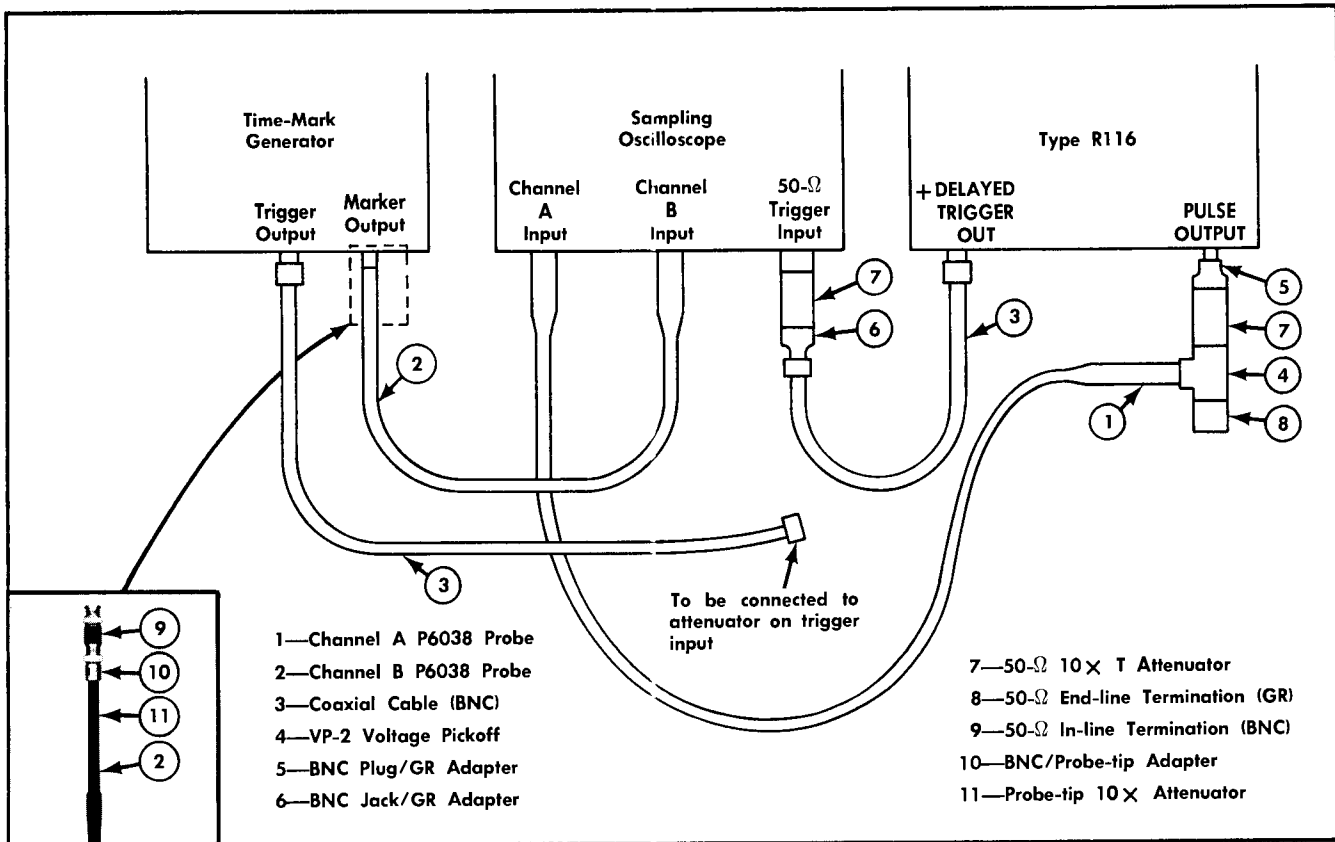 Time-Mark
Generator
Trigger
Output
Marker
Output
Sampling
Oscilloscope
Channel
A
Input
Channel
B
Input
50-Ω
Trigger
Input
Type R116
+ DELAYED
TRIGGER
OUT
PULSE
OUTPUT
7
6
3
5
7
4
8
1
2
3
To be connected to
attenuator on trigger
input
9
10
11
2
1—Channel A P6038 Probe
2—Channel B P6038 Probe
3—Coaxial Cable (BNC)
4—VP-2 Voltage Pickoff
5—BNC Plug/GR Adapter
6—BNC Jack/GR Adapter
7—50-Ω 10× T Attenuator
8—50-Ω End-line Termination (GR)
9—50-Ω In-line Termination (BNC)
10—BNC/Probe-tip Adapter
11—Probe-tip 10× Attenuator